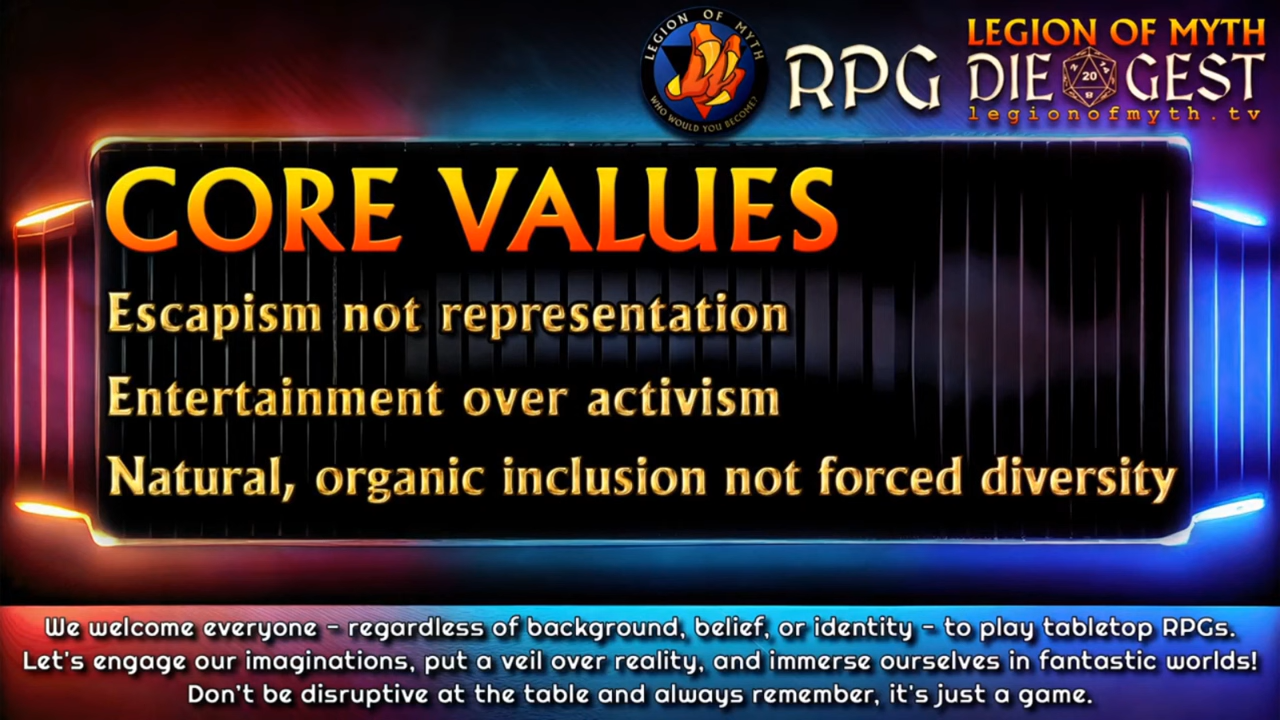 LEGION OF MYTH
WHO WOULD YOU BECOME?
RPG
LEGION OF MYTH
DIE 20 GEST
legionofmyth.tv
CORE VALUES
Escapism not representation
Entertainment over activism
Natural, organic inclusion not forced diversity
We welcome everyone - regardless of background, belief, or identity - to play tabletop RPGs.
Let's engage our imaginations, put a veil over reality, and immerse ourselves in fantastic worlds!
Don't be disruptive at the table and always remember, it's just a game.